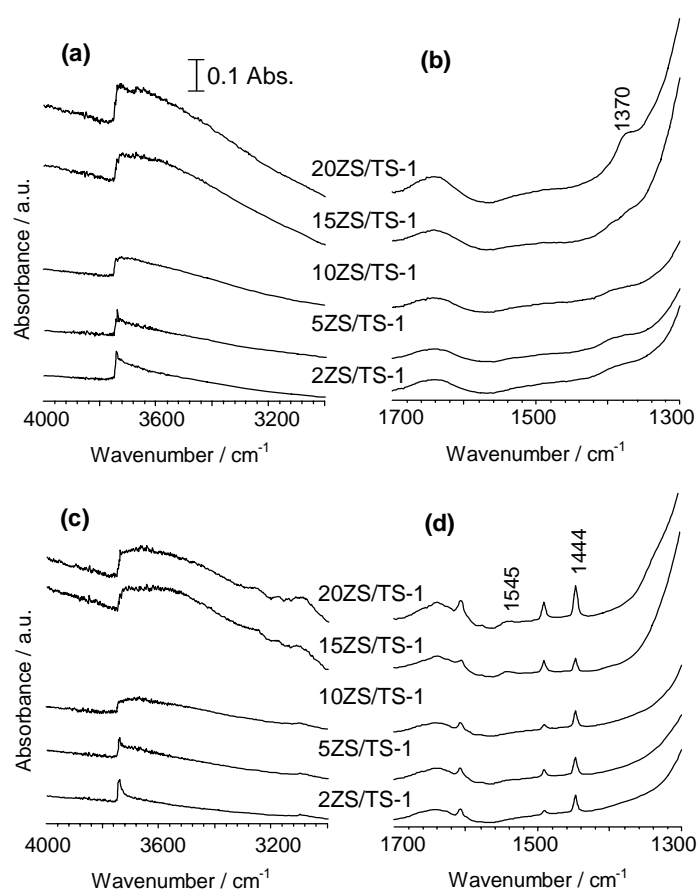 (a)
0.1 Abs.
(b)
1370
20ZS/TS-1
15ZS/TS-1
10ZS/TS-1
5ZS/TS-1
2ZS/TS-1
Absorbance / a.u.
4000 3600 3200
1700 1500 1300
Wavenumber / cm-1
Wavenumber / cm-1
(c)
(d)
1545
1444
20ZS/TS-1
15ZS/TS-1
10ZS/TS-1
5ZS/TS-1
2ZS/TS-1
Absorbance / a.u.
4000 3600 3200
1700 1500 1300
Wavenumber / cm-1
Wavenumber / cm-1